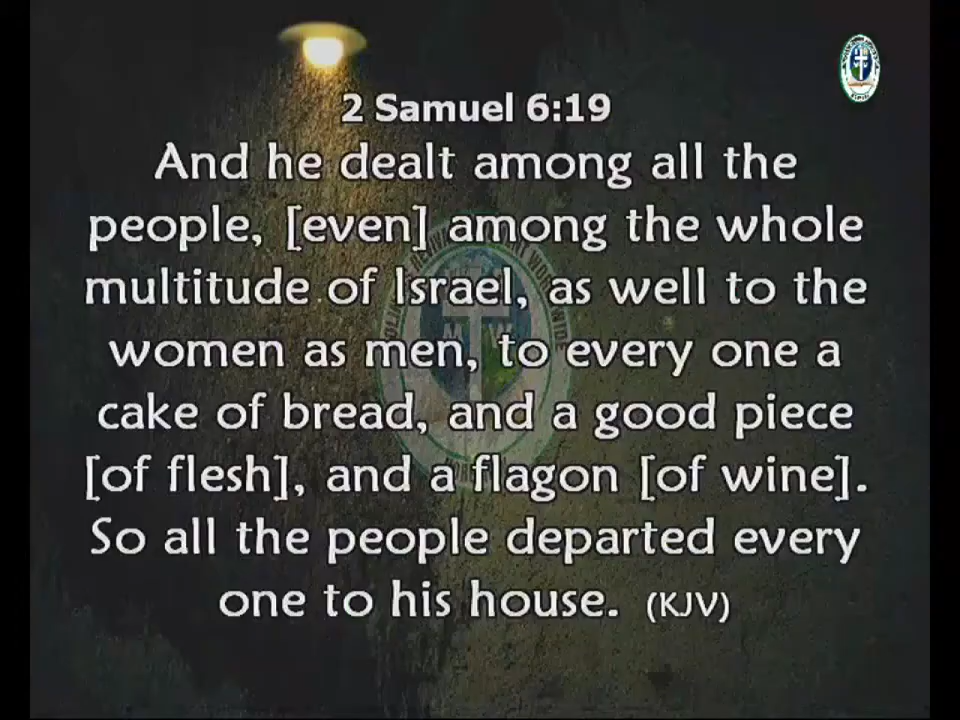 2 Samuel 6:19
And he dealt among all the
people, [even] among the whole
multitude of Israel, as well to the
women as men, to every one a
cake of bread, and a good piece
[of flesh], and a flagon [of wine].
So all the people departed every
one to his house. (KJV)